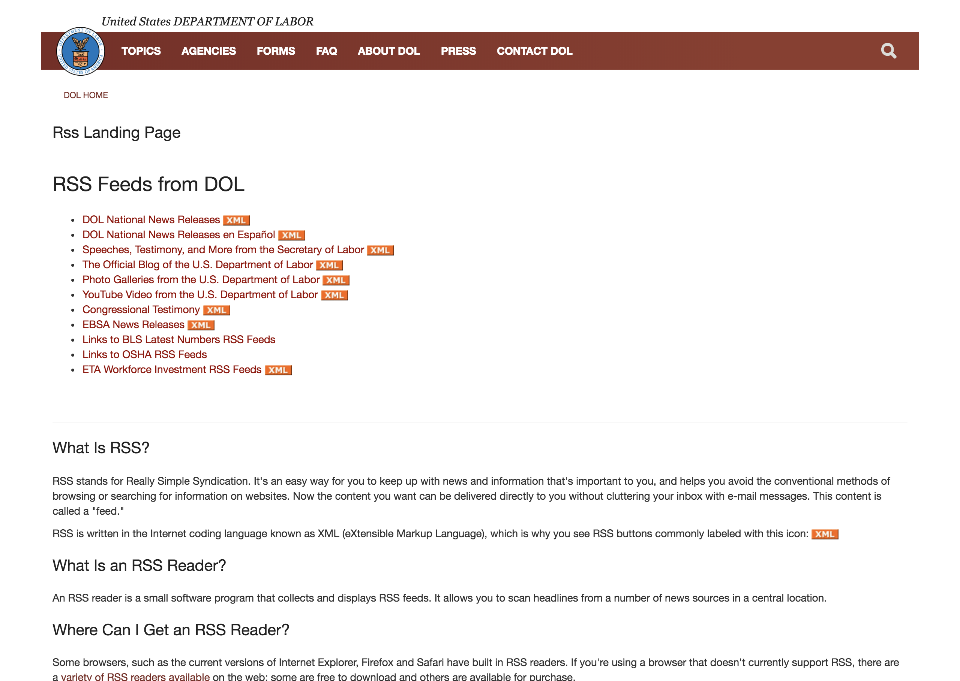 United States DEPARTMENT OF LABOR
TOPICS AGENCIES FORMS FAQ ABOUT DOL PRESS CONTACT DOL
DOL HOME
Rss Landing Page
RSS Feeds from DOL
DOL National News Releases XML
DOL National News Releases en Español XML
Speeches, Testimony, and More from the Secretary of Labor XML
The Official Blog of the U.S. Department of Labor XML
Photo Galleries from the U.S. Department of Labor XML
YouTube Video from the U.S. Department of Labor XML
Congressional Testimony XML
EBSA News Releases XML
Links to BLS Latest Numbers RSS Feeds
Links to OSHA RSS Feeds
ETA Workforce Investment RSS Feeds XML
What Is RSS?
RSS stands for Really Simple Syndication. It's an easy way for you to keep up with news and information that's important to you, and helps you avoid the conventional methods of
browsing or searching for information on websites. Now the content you want can be delivered directly to you without cluttering your inbox with e-mail messages. This content is
called a "feed."
RSS is written in the Internet coding language known as XML (eXtensible Markup Language), which is why you see RSS buttons commonly labeled with this icon: XML
What Is an RSS Reader?
An RSS reader is a small software program that collects and displays RSS feeds. It allows you to scan headlines from a number of news sources in a central location.
Where Can I Get an RSS Reader?
Some browsers, such as the current versions of Internet Explorer, Firefox and Safari have built in RSS readers. If you're using a browser that doesn't currently support RSS, there are
a variety of RSS readers available on the web; some are free to download and others are available for purchase.